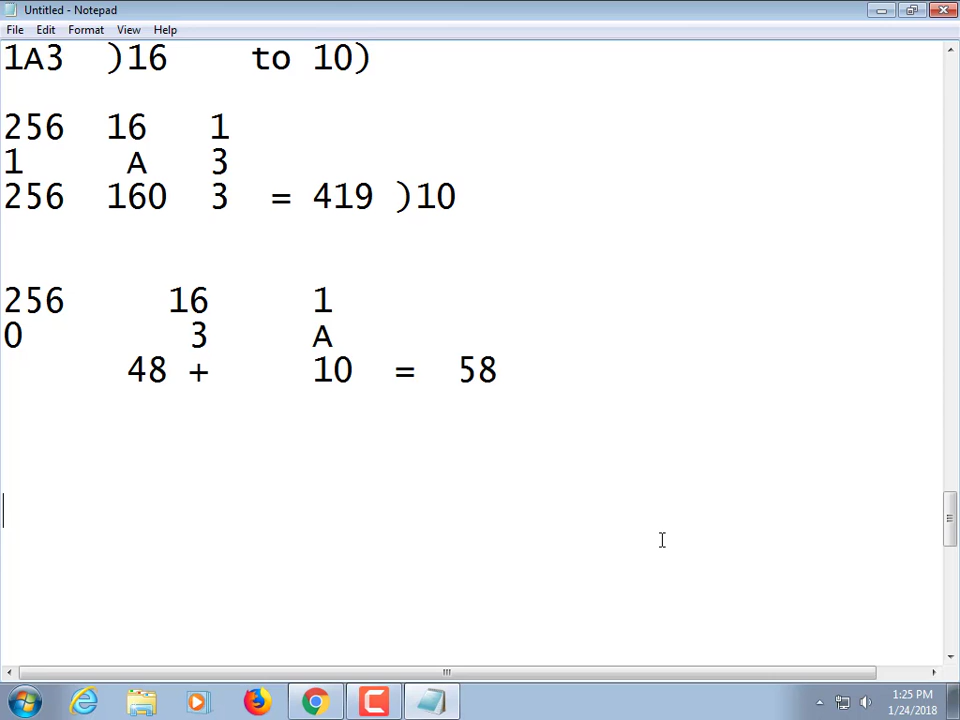 Untitled - Notepad
File Edit Format View Help
1A3 )16 to 10)
256 16 1
1 A 3
256 160 3 = 419 )10
256 16 1
0 3 A
48 + 10 = 58
1:25 PM
1/24/2018